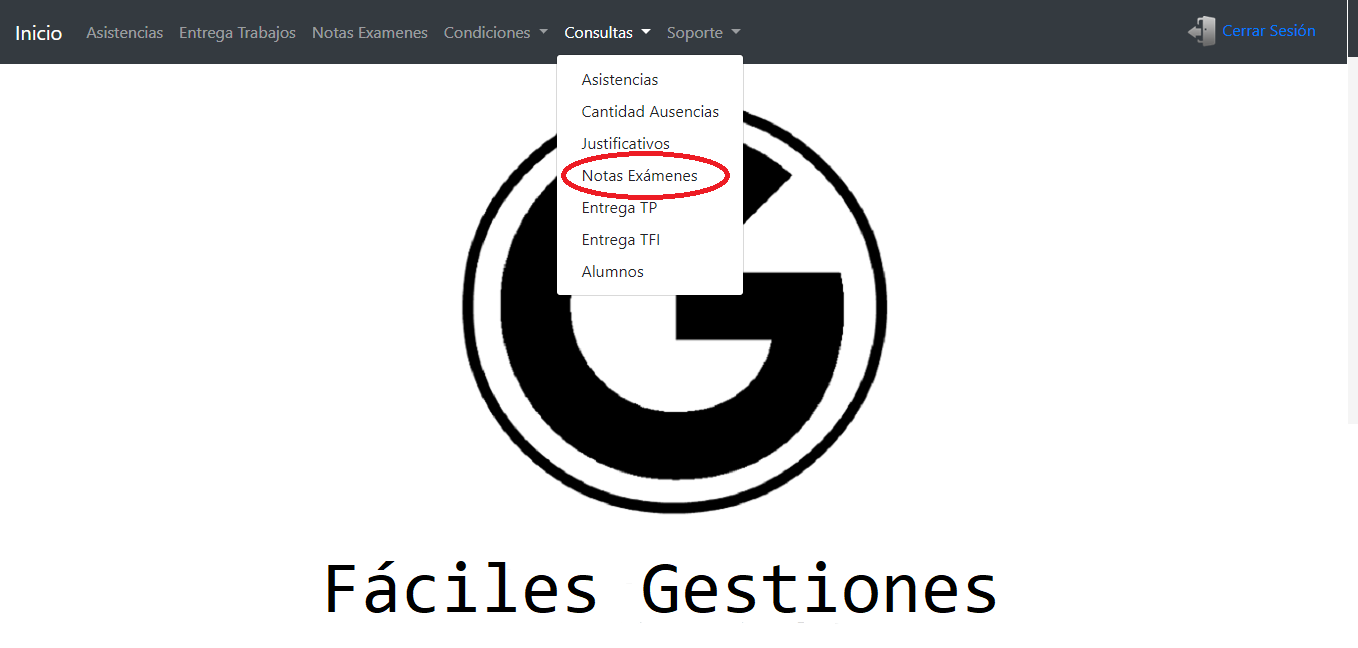 Inicio Asistencias Entrega Trabajos Notas Examenes Condiciones Consultas Soporte Cerrar Sesión
Asistencias
Cantidad Ausencias
Justificativos
Notas Exámenes
Entrega TP
Entrega TFI
Alumnos
Fáciles Gestiones